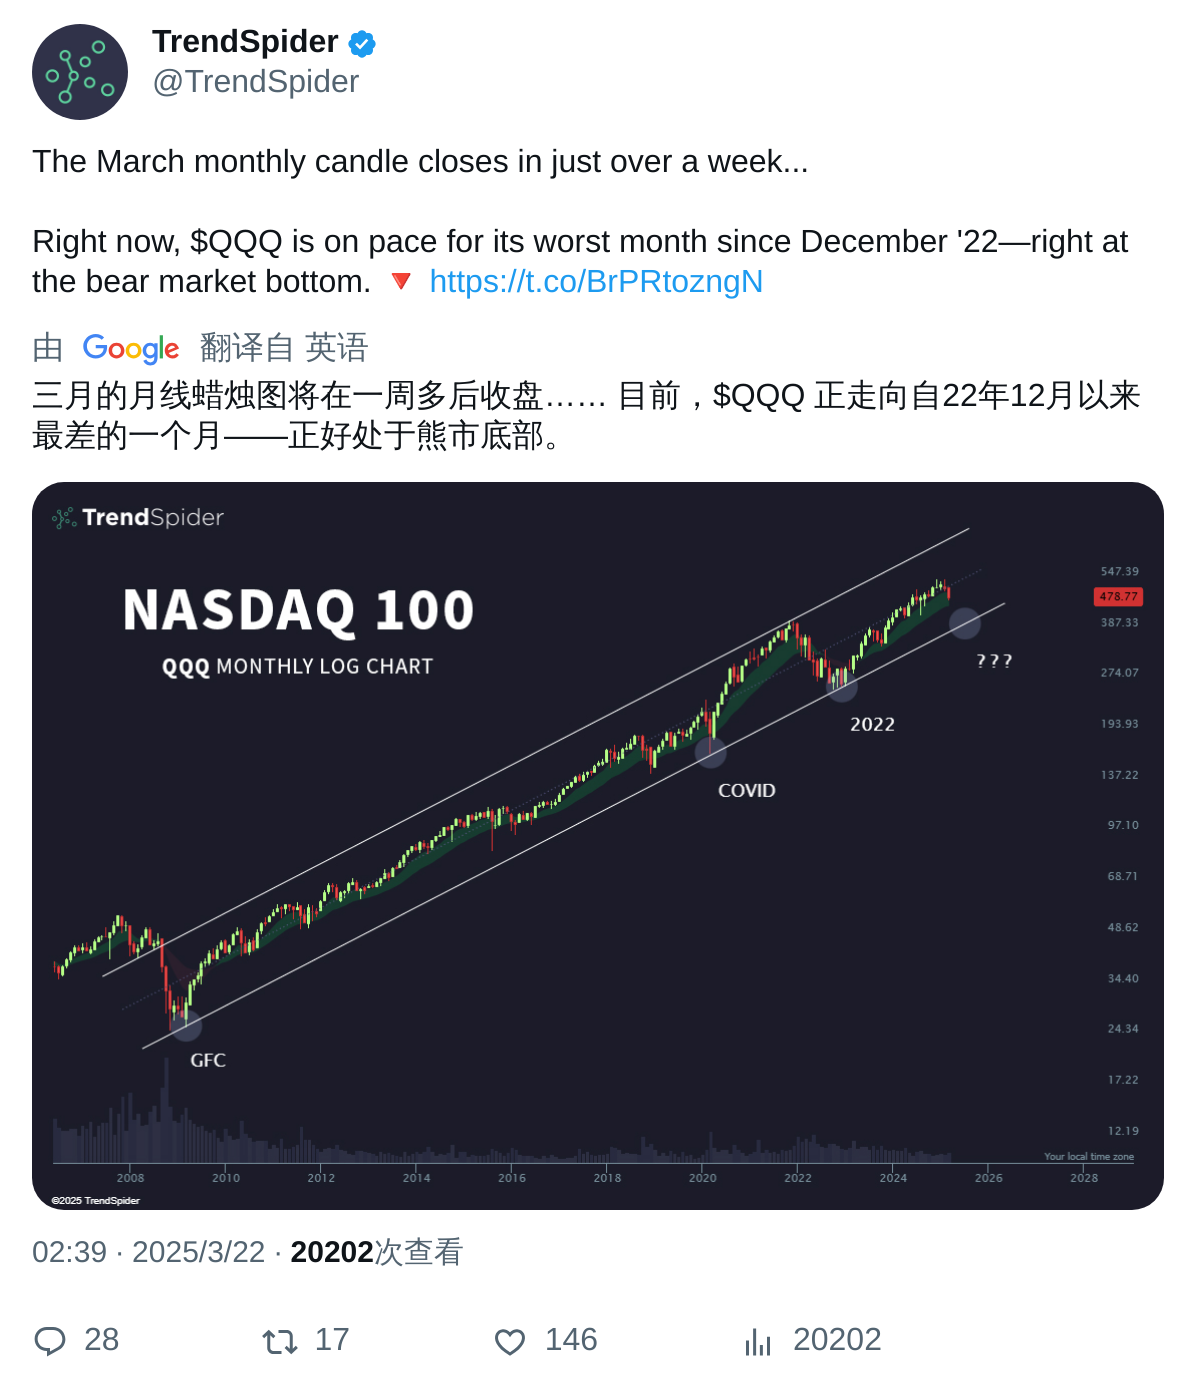 TrendSpider
@TrendSpider
The March monthly candle closes in just over a week...
Right now, $QQQ is on pace for its worst month since December '22—right at
the bear market bottom. 🔻 https://t.co/BrPRtozngN
由 Google 翻译自 英语
三月的月线蜡烛图将在一周多后收盘…… 目前，$QQQ 正走向自22年12月以来
最差的一个月——正好处于熊市底部。
TrendSpider
NASDAQ 100
QQQ MONTHLY LOG CHART
547.39
478.77
387.33
???
274.07
2022
193.93
137.22
COVID
97.10
68.71
48.62
34.40
24.34
GFC
17.22
12.19
Your local time zone
2008 2010 2012 2014 2016 2018 2020 2022 2024 2026 2028
©2025 TrendSpider
02:39 · 2025/3/22 · 20202次查看
28 17 146 20202